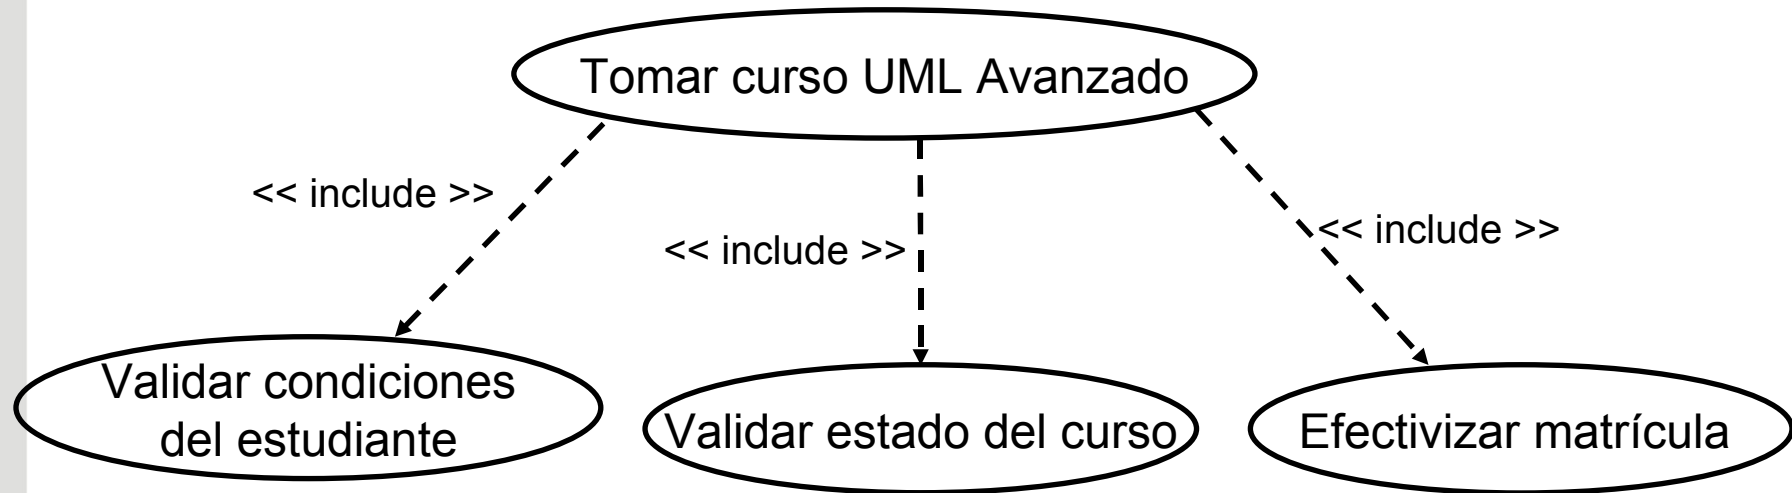 Tomar curso UML Avanzado
<< include >>
<< include >>
<< include >>
Validar condiciones
del estudiante
Validar estado del curso
Efectivizar matrícula